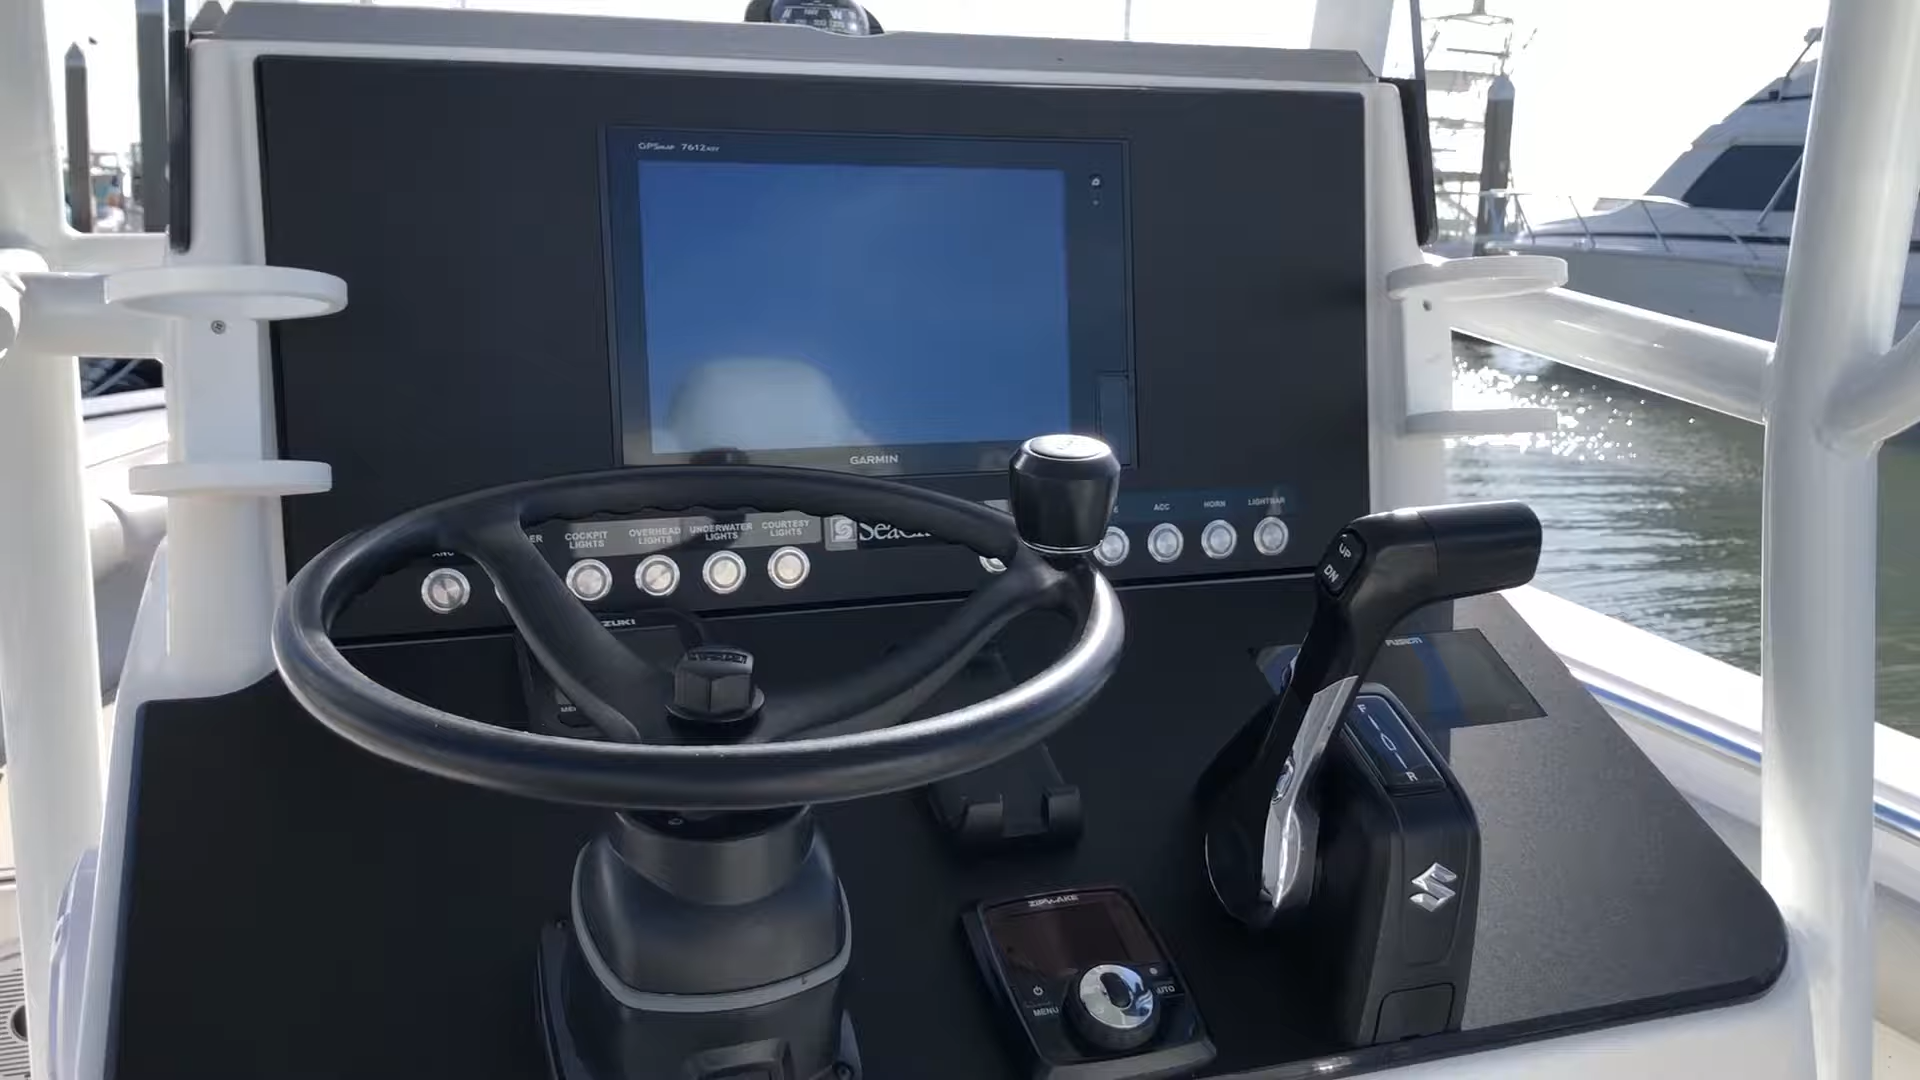 W
GPSMAP 7612xsv
GARMIN
COCKPIT
LIGHTS
OVERHEAD
LIGHTS
UNDERWATER
LIGHTS
COURTESY
LIGHTS
ACC
HORN
LIGHTBAR
UP
DN
FUSION
F
R
ZIPWAKE
MENU
AUTO